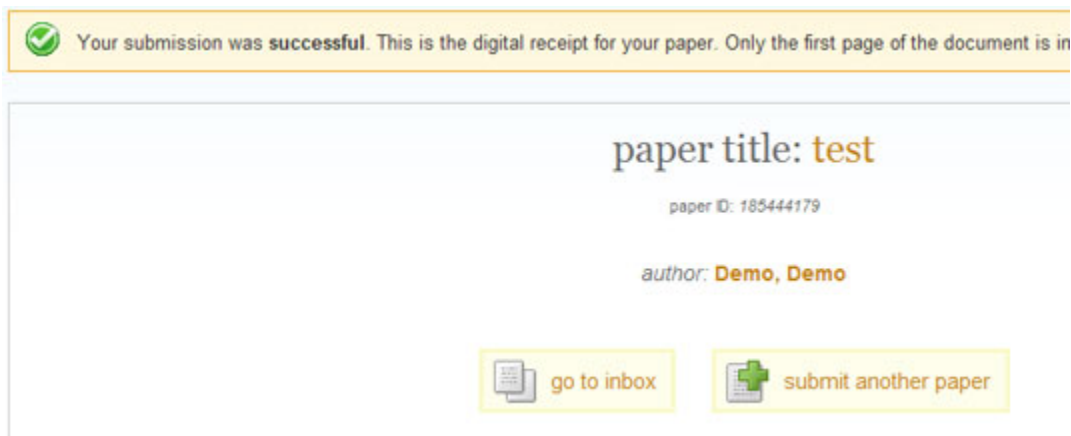 Your submission was successful. This is the digital receipt for your paper. Only the first page of the document is in
paper title: test
paper ID: 185444179
author: Demo, Demo
go to inbox
submit another paper